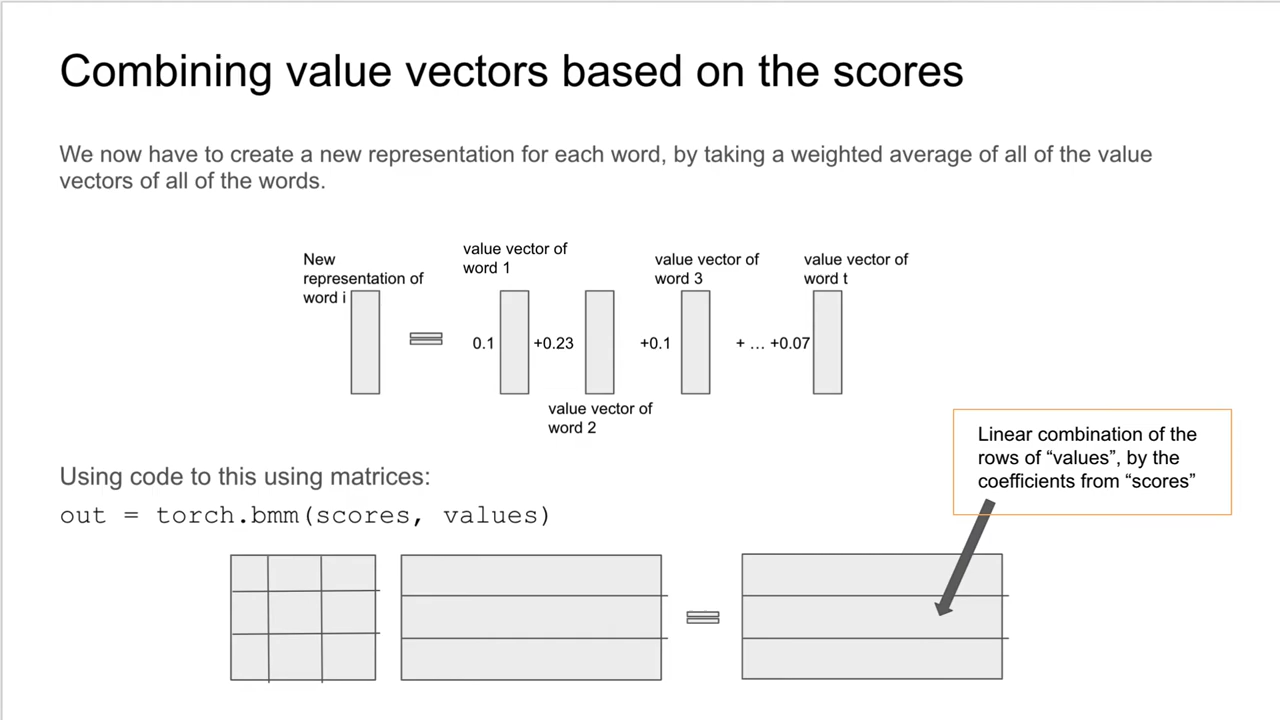 Combining value vectors based on the scores
We now have to create a new representation for each word, by taking a weighted average of all of the value
vectors of all of the words.
New
representation of
word i
value vector of
word 1
value vector of
word 3
value vector of
word t
0.1
+0.23
+0.1
+ … +0.07
value vector of
word 2
Linear combination of the
rows of “values”, by the
coefficients from “scores”
Using code to this using matrices:
out = torch.bmm(scores, values)